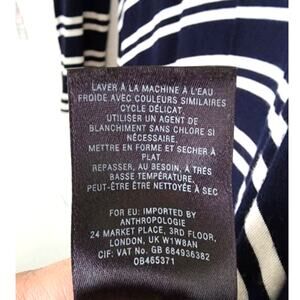 LAVER À LA MACHINE À L'EAU
FROIDE AVEC COULEURS SIMILAIRES
CYCLE DÉLICAT
UTILISER UN AGENT DE
BLANCHIMENT SANS CHLORE SI
NÉCESSAIRE.
METTRE EN FORME ET SECHER À
PLAT.
REPASSER, AU BESOIN, À TRÈS
BASSE TEMPÉRATURE.
PEUT-ÊTRE ÊTRE NETTOYÉE À SEC
FOR EU: IMPORTED BY
ANTHROPOLOGIE
24 MARKET PLACE, 3RD FLOOR,
LONDON, UK W1W8AN
CIF: VAT No. GB 684936382
OB465371